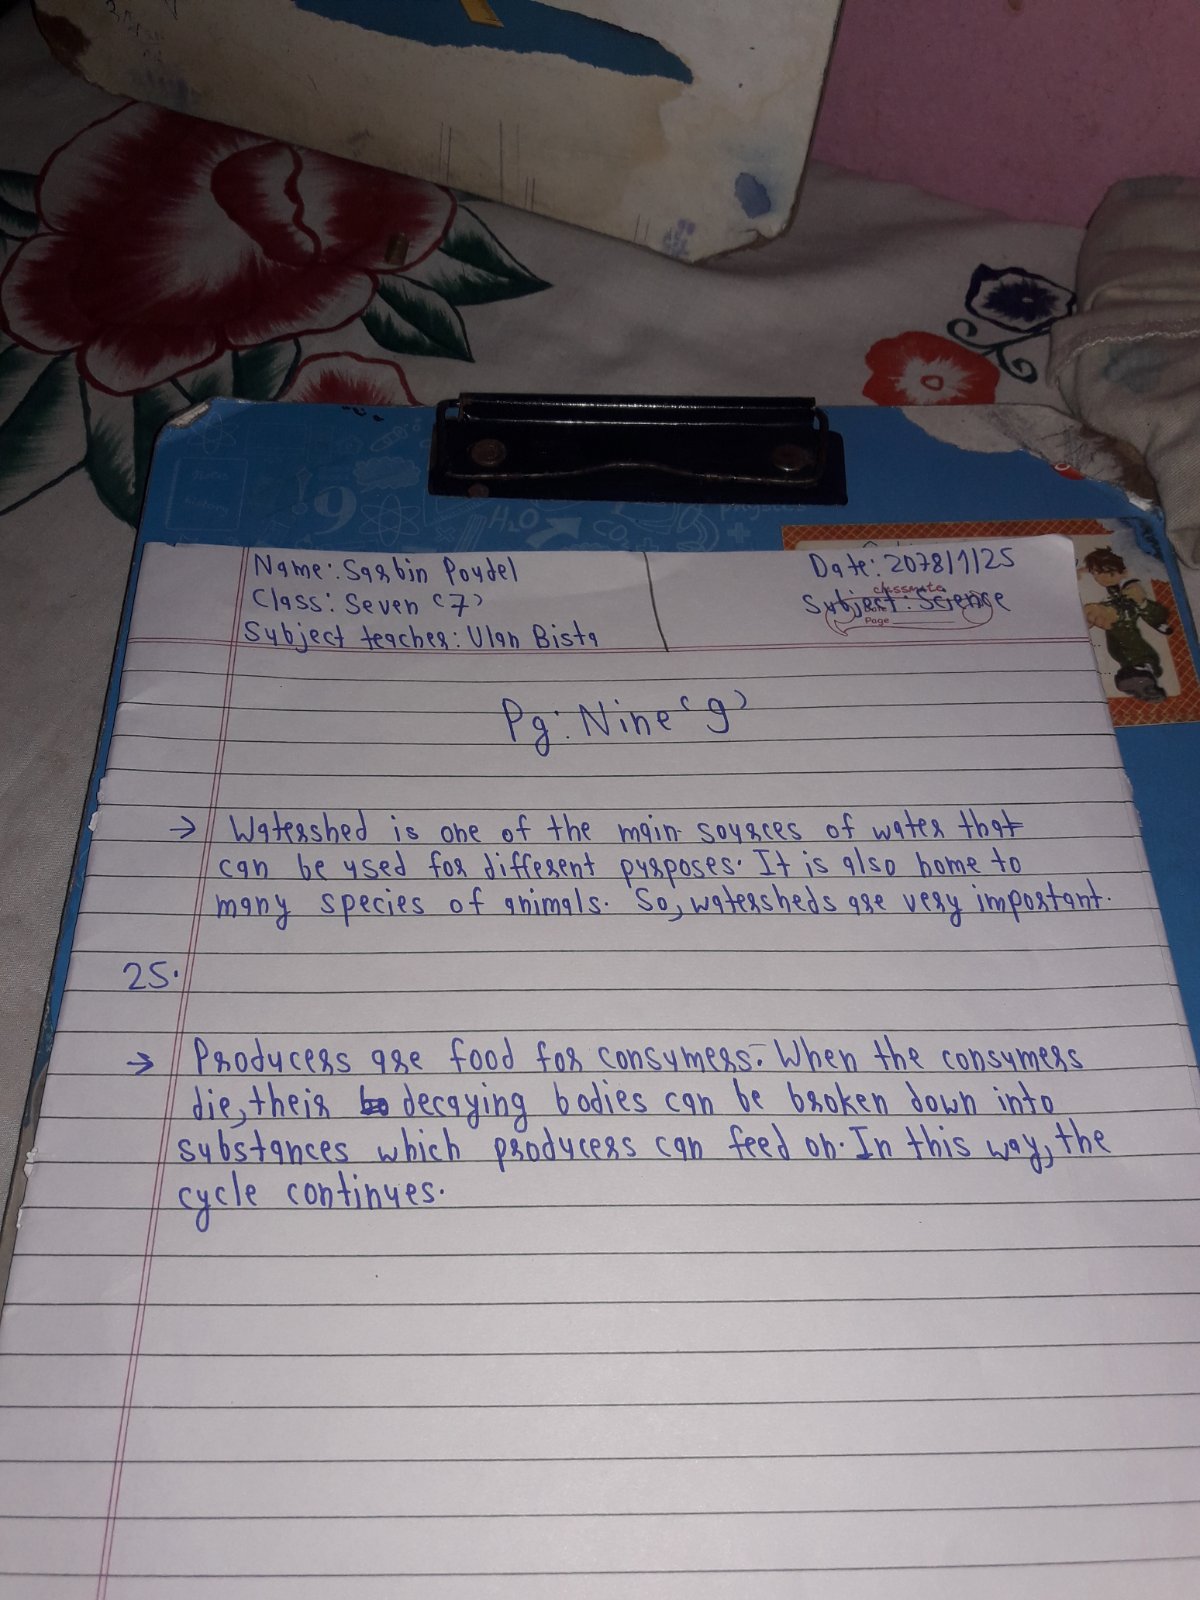 Name: Sarbin Poudel
Class: Seven (7)
Subject teacher: Ulan Bista
Date: 2078/1/25
classmate
Subject: Science
Page
Pg: Nine (9)
→ Watershed is one of the main sources of water that
can be used for different purposes. It is also home to
many species of animals. So, watersheds are very important.
25.
→ Producers are food for consumers. When the consumers
die, their decaying bodies can be broken down into
substances which producers can feed on. In this way, the
cycle continues.
Notes
history
!9
H₂O